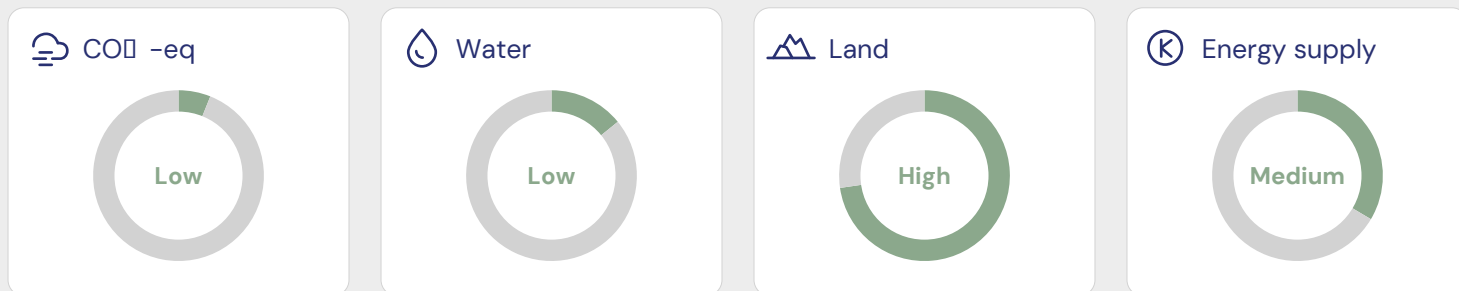 CO▯ -eq
Water
Land
Energy supply
Low
Low
High
Medium